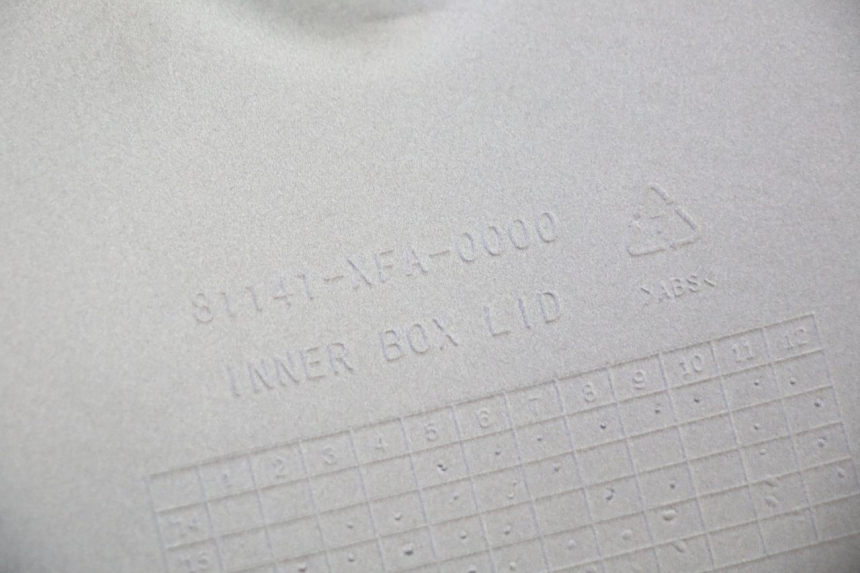 81141-XFA-0000
INNER BOX LID
>ABS<
1 2 3 4 5 6 7 8 9 10 11 12
14
15